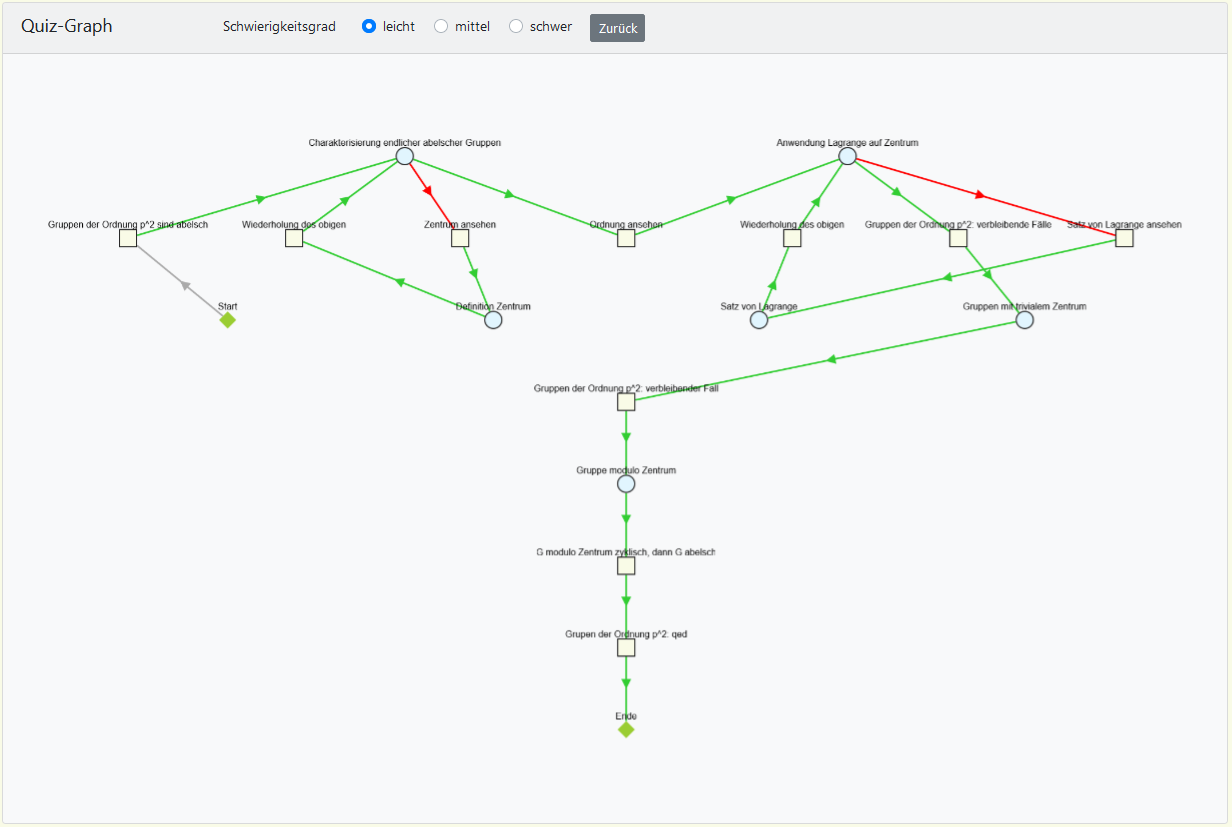 Quiz-Graph Schwierigkeitsgrad leicht mittel schwer Zurück
Charakterisierung endlicher abelscher Gruppen Anwendung Lagrange auf Zentrum
Gruppen der Ordnung p^2 sind abelsch Wiederholung des obigen Zentrum ansehen Ordnung ansehen Wiederholung des obigen Gruppen der Ordnung p^2: verbleibende Fälle Satz von Lagrange ansehen
Start Definition Zentrum Satz von Lagrange Gruppen mit trivialem Zentrum
Gruppen der Ordnung p^2: verbleibender Fall
Gruppe modulo Zentrum
G modulo Zentrum zyklisch, dann G abelsch
Grupen der Ordnung p^2: qed
Ende